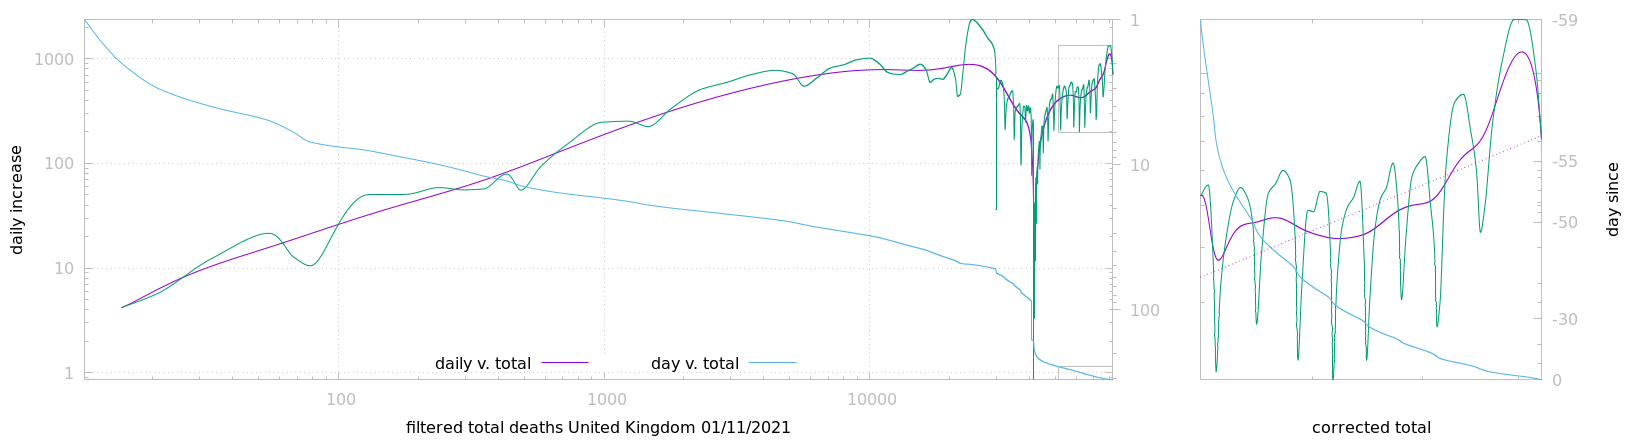 1000
100
10
1
daily increase
100
1000
10000
filtered total deaths United Kingdom 01/11/2021
daily v. total
day v. total
1
10
100
-59
-55
-50
-30
0
day since
corrected total